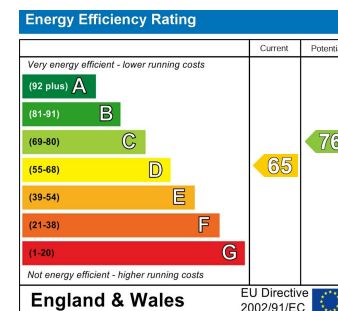 Energy Efficiency Rating
Current Potenti
Very energy efficient - lower running costs
(92 plus) A
(81-91) B
(69-80) C 76
(55-68) D 65
(39-54) E
(21-38) F
(1-20) G
Not energy efficient - higher running costs
England & Wales
EU Directive
2002/91/EC